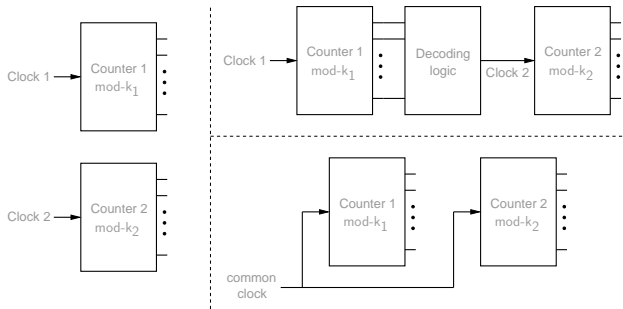 Clock 1
Counter 1
mod-k1
Clock 2
Counter 2
mod-k2
Clock 1
Counter 1
mod-k1
Decoding
logic
Clock 2
Counter 2
mod-k2
Counter 1
mod-k1
Counter 2
mod-k2
common
clock